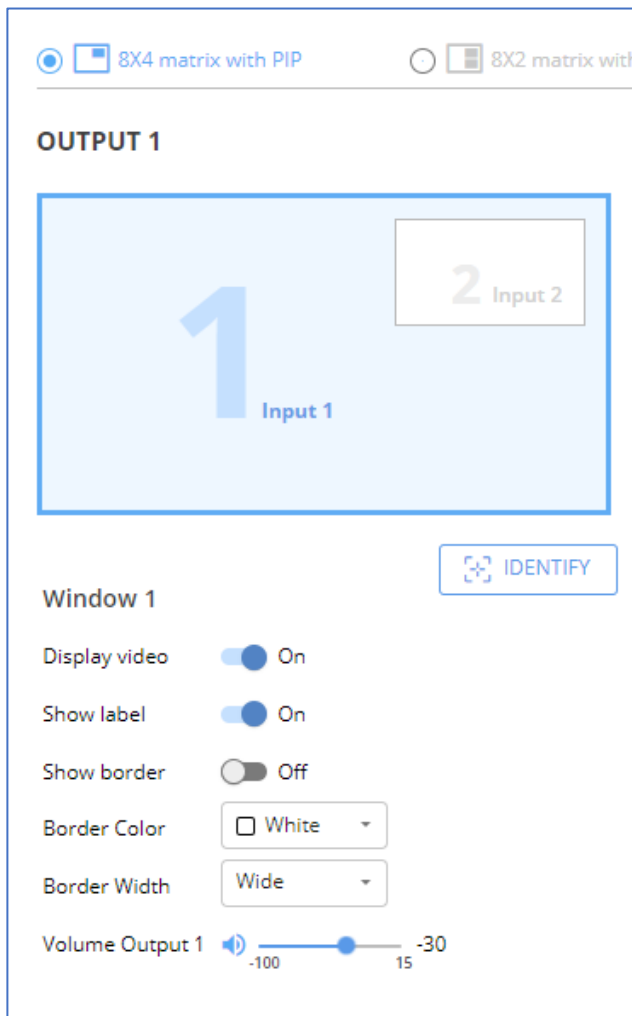 8X4 matrix with PIP 8X2 matrix with
OUTPUT 1
2 Input 2
1 Input 1
IDENTIFY
Window 1
Display video On
Show label On
Show border Off
Border Color White
Border Width Wide
Volume Output 1 -30
-100 15